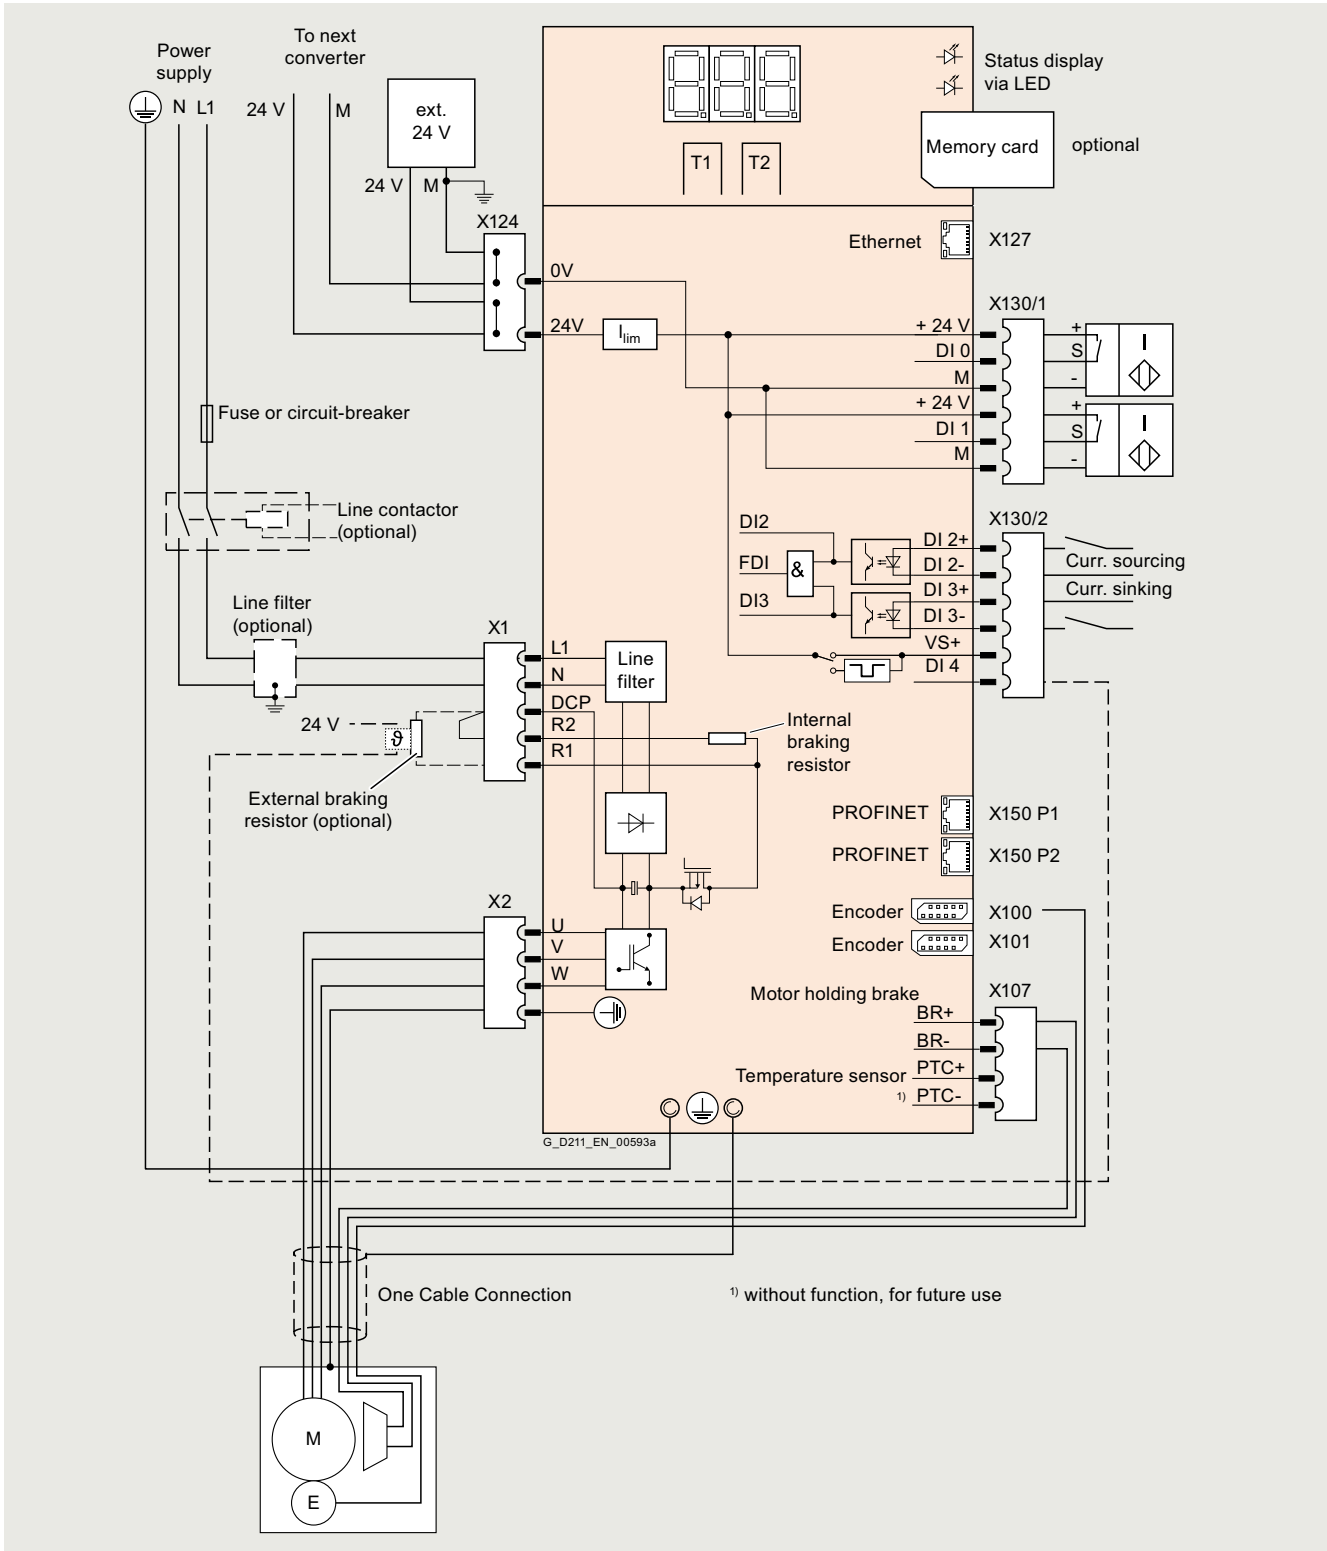 Power
supply
To next
converter
N L1
24 V
M
ext.
24 V
24 V
M
X124
Status display
via LED
Memory card
optional
T1
T2
Ethernet
X127
0V
24V
Ilim
X130/1
+ 24 V
DI 0
M
+ 24 V
DI 1
M
+
S
-
+
S
-
Fuse or circuit-breaker
Line contactor
(optional)
X130/2
DI2
FDI
DI3
&
DI 2+
DI 2-
DI 3+
DI 3-
VS+
DI 4
Curr. sourcing
Curr. sinking
Line filter
(optional)
X1
L1
N
DCP
R2
R1
Line
filter
24 V
ϑ
External braking
resistor (optional)
Internal
braking
resistor
PROFINET
X150 P1
PROFINET
X150 P2
Encoder
X100
Encoder
X101
X2
U
V
W
Motor holding brake
X107
BR+
BR-
Temperature sensor
PTC+
1) PTC-
G_D211_EN_00593a
One Cable Connection
1) without function, for future use
M
E